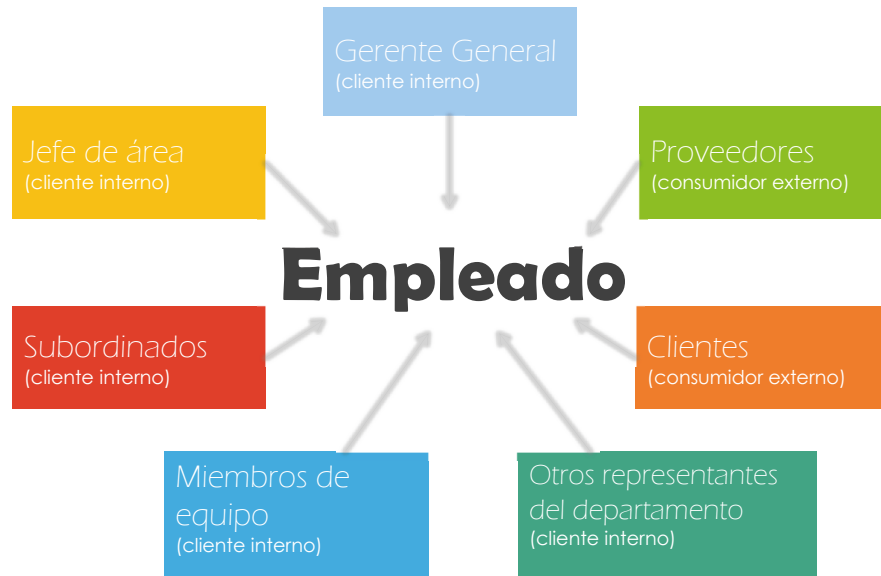 Gerente General
(cliente interno)
Jefe de área
(cliente interno)
Proveedores
(consumidor externo)
Empleado
Subordinados
(cliente interno)
Clientes
(consumidor externo)
Miembros de
equipo
(cliente interno)
Otros representantes
del departamento
(cliente interno)